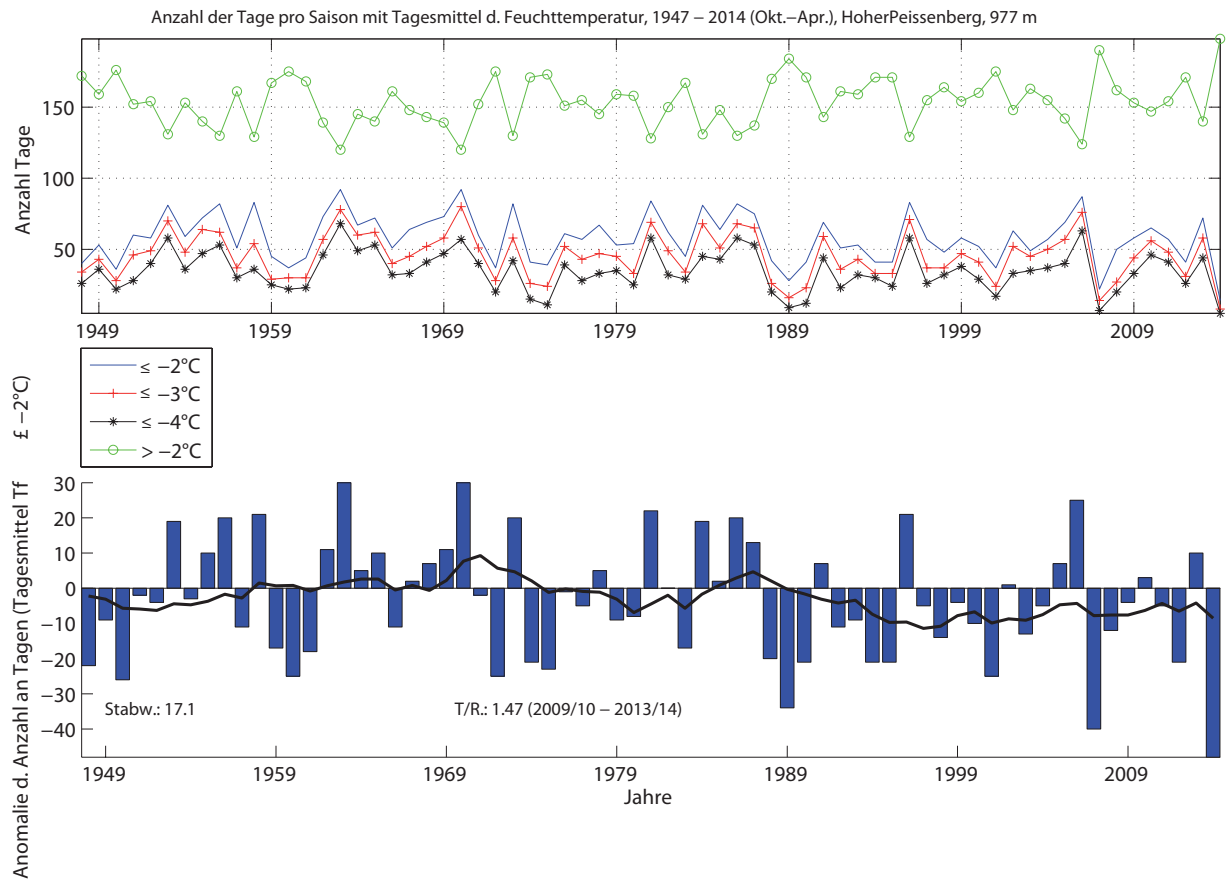 Anzahl der Tage pro Saison mit Tagesmittel d. Feuchttemperatur, 1947 – 2014 (Okt.–Apr.), HoherPeissenberg, 977 m
Anzahl Tage
150
100
50
1949 1959 1969 1979 1989 1999 2009
≤ −2°C
≤ −3°C
≤ −4°C
> −2°C
Anomalie d. Anzahl an Tagen (Tagesmittel Tf £ −2°C)
30
20
10
0
−10
−20
−30
−40
Stabw.: 17.1 T/R.: 1.47 (2009/10 – 2013/14)
1949 1959 1969 1979 1989 1999 2009
Jahre